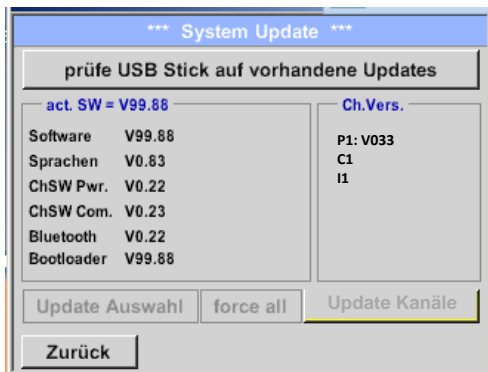 *** System Update ***
prüfe USB Stick auf vorhandene Updates
act. SW = V99.88
Software V99.88
Sprachen V0.83
ChSW Pwr. V0.22
ChSW Com. V0.23
Bluetooth V0.22
Bootloader V99.88
Ch.Vers.
P1: V033
C1
I1
Update Auswahl
force all
Update Kanäle
Zurück